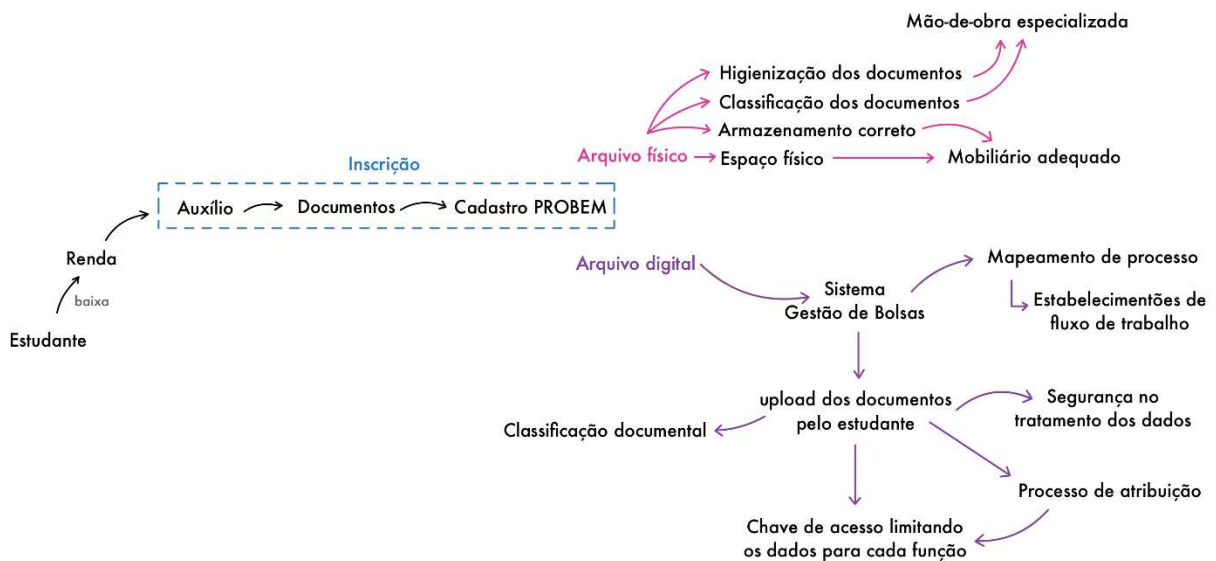 Mão-de-obra especializada
Higienização dos documentos
Classificação dos documentos
Armazenamento correto
Arquivo físico
Espaço físico
Mobiliário adequado
Inscrição
Auxílio
Documentos
Cadastro PROBEM
Renda
baixa
Estudante
Arquivo digital
Sistema
Gestão de Bolsas
Mapeamento de processo
Estabelecimentões de
fluxo de trabalho
upload dos documentos
pelo estudante
Classificação documental
Segurança no
tratamento dos dados
Processo de atribuição
Chave de acesso limitando
os dados para cada função